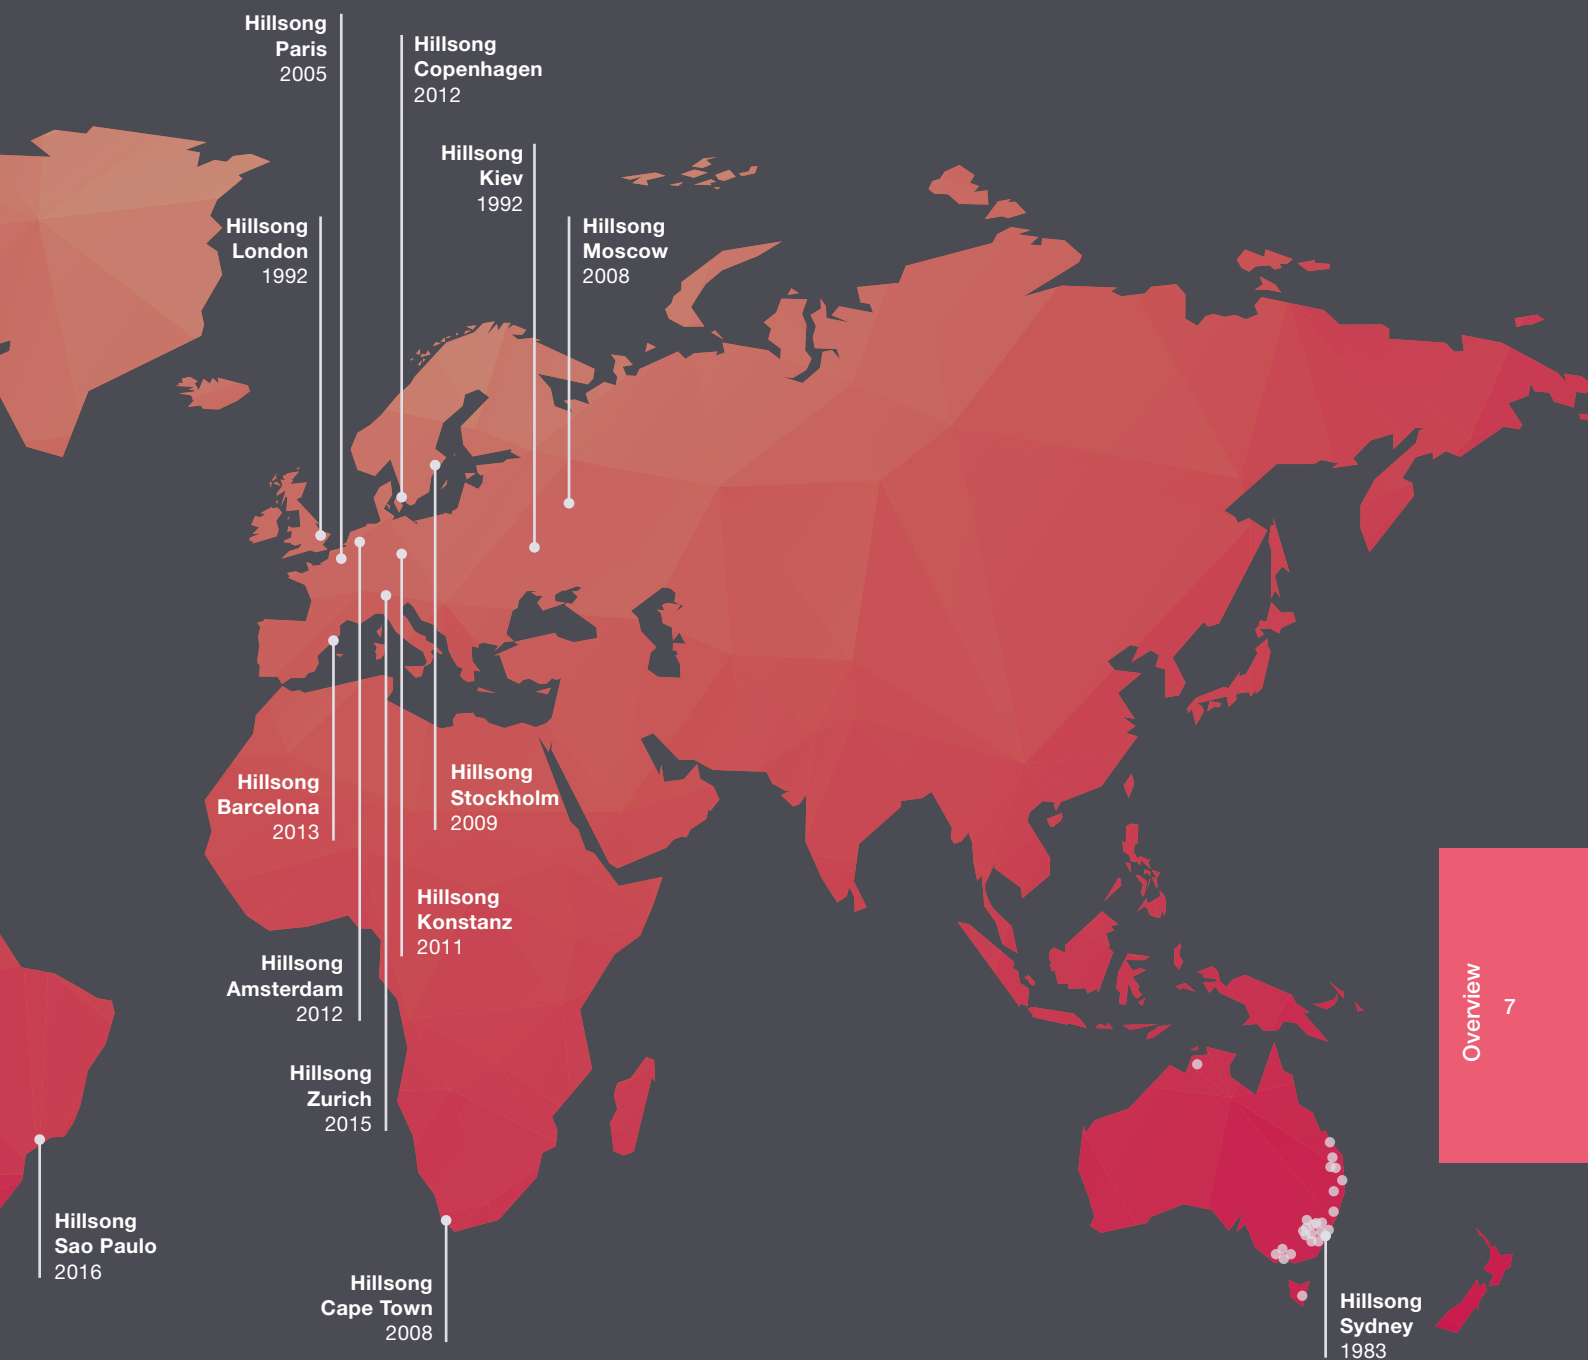 Hillsong
Paris
2005
Hillsong
Copenhagen
2012
Hillsong
Kiev
1992
Hillsong
London
1992
Hillsong
Moscow
2008
Hillsong
Barcelona
2013
Hillsong
Stockholm
2009
Hillsong
Konstanz
2011
Hillsong
Amsterdam
2012
Hillsong
Zurich
2015
Hillsong
Sao Paulo
2016
Hillsong
Cape Town
2008
Hillsong
Sydney
1983
Overview
7